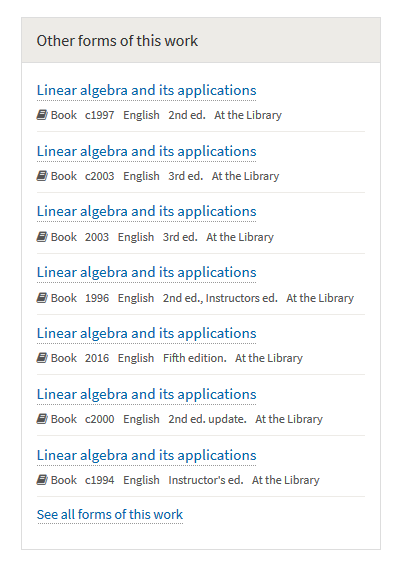 Other forms of this work
Linear algebra and its applications
Book c1997 English 2nd ed. At the Library
Linear algebra and its applications
Book c2003 English 3rd ed. At the Library
Linear algebra and its applications
Book 2003 English 3rd ed. At the Library
Linear algebra and its applications
Book 1996 English 2nd ed., Instructors ed. At the Library
Linear algebra and its applications
Book 2016 English Fifth edition. At the Library
Linear algebra and its applications
Book c2000 English 2nd ed. update. At the Library
Linear algebra and its applications
Book c1994 English Instructor's ed. At the Library
See all forms of this work